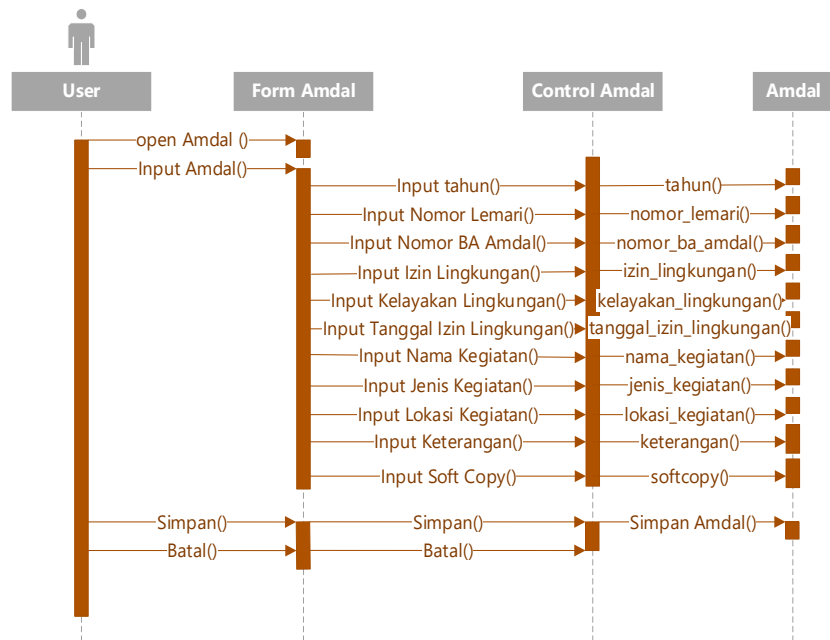 User
Form Amdal
Control Amdal
Amdal
open Amdal ()
Input Amdal()
Input tahun()
tahun()
Input Nomor Lemari()
nomor_lemari()
Input Nomor BA Amdal()
nomor_ba_amdal()
Input Izin Lingkungan()
izin_lingkungan()
Input Kelayakan Lingkungan()
kelayakan_lingkungan()
Input Tanggal Izin Lingkungan()
tanggal_izin_lingkungan()
Input Nama Kegiatan()
nama_kegiatan()
Input Jenis Kegiatan()
jenis_kegiatan()
Input Lokasi Kegiatan()
lokasi_kegiatan()
Input Keterangan()
keterangan()
Input Soft Copy()
softcopy()
Simpan()
Simpan()
Simpan Amdal()
Batal()
Batal()